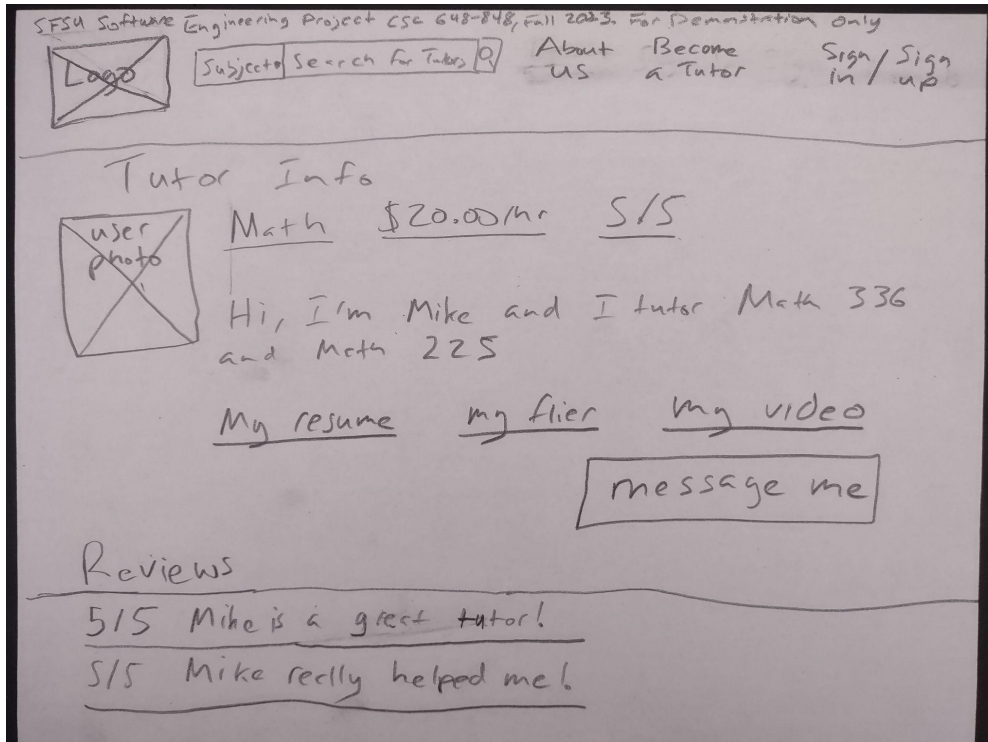 SFSU Software Engineering Project CSC 648-848, Fall 2023. For Demonstration Only
Logo
Subject Search for Tutors
About us
Become a Tutor
Sign in / Sign up
Tutor Info
user photo
Math $20.00/hr 5/5
Hi, I'm Mike and I tutor Math 336
and Math 225
My resume my flier my video
message me
Reviews
5/5 Mike is a great tutor!
5/5 Mike really helped me!